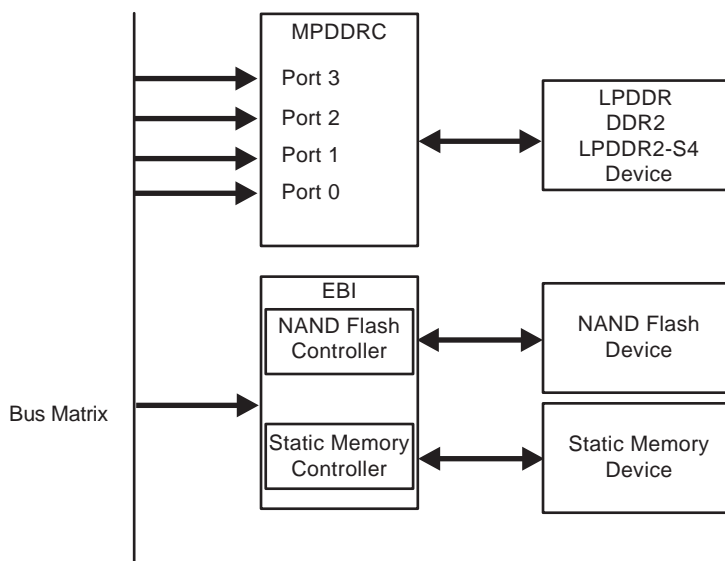 MPDDRC
Port 3
Port 2
Port 1
Port 0
LPDDR
DDR2
LPDDR2-S4
Device
EBI
NAND Flash
Controller
NAND Flash
Device
Bus Matrix
Static Memory
Controller
Static Memory
Device